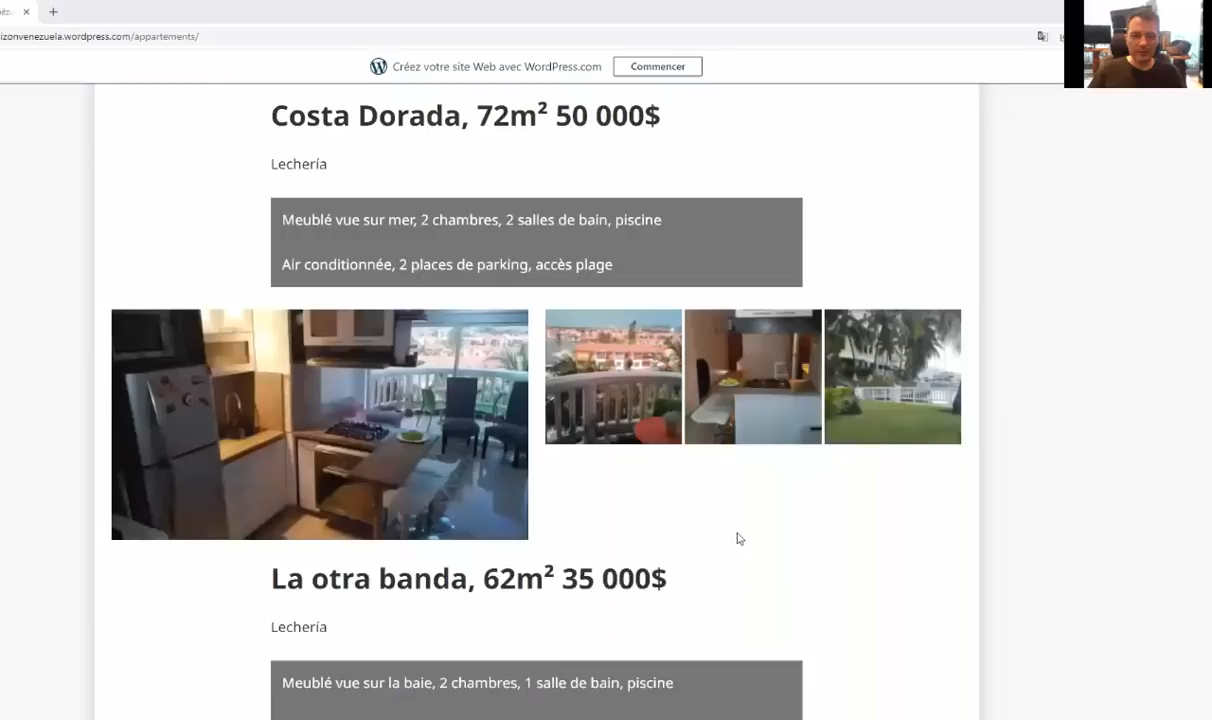 izonvenezuela.wordpress.com/appartements/
Créez votre site Web avec WordPress.com
Commencer
Costa Dorada, 72m² 50 000$
Lechería
Meublé vue sur mer, 2 chambres, 2 salles de bain, piscine
Air conditionnée, 2 places de parking, accès plage
La otra banda, 62m² 35 000$
Lechería
Meublé vue sur la baie, 2 chambres, 1 salle de bain, piscine